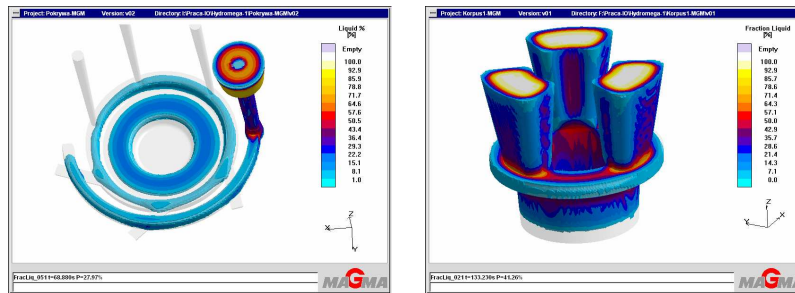 Project: Pokrywa-MGM Version: v02 Directory: I:\Praca-IO\Hydromega-1\Pokrywa-MGM\v02
Liquid %
[%]
Empty
100.0
92.9
85.9
78.8
71.7
64.6
57.6
50.5
43.4
36.4
29.3
22.2
15.1
8.1
1.0
Z
X
Y
FracLiq_051 t=68.880s P=27.97%
MAGMA
Project: Korpus1-MGM Version: v01 Directory: F:\Praca-IO\Hydromega-1\Korpus1-MGM\v01
Fraction Liquid
[%]
Empty
100.0
92.9
85.7
78.6
71.4
64.3
57.1
50.0
42.9
35.7
28.6
21.4
14.3
7.1
0.0
Z
Y
X
FracLiq_021 t=133.230s P=41.26%
MAGMA